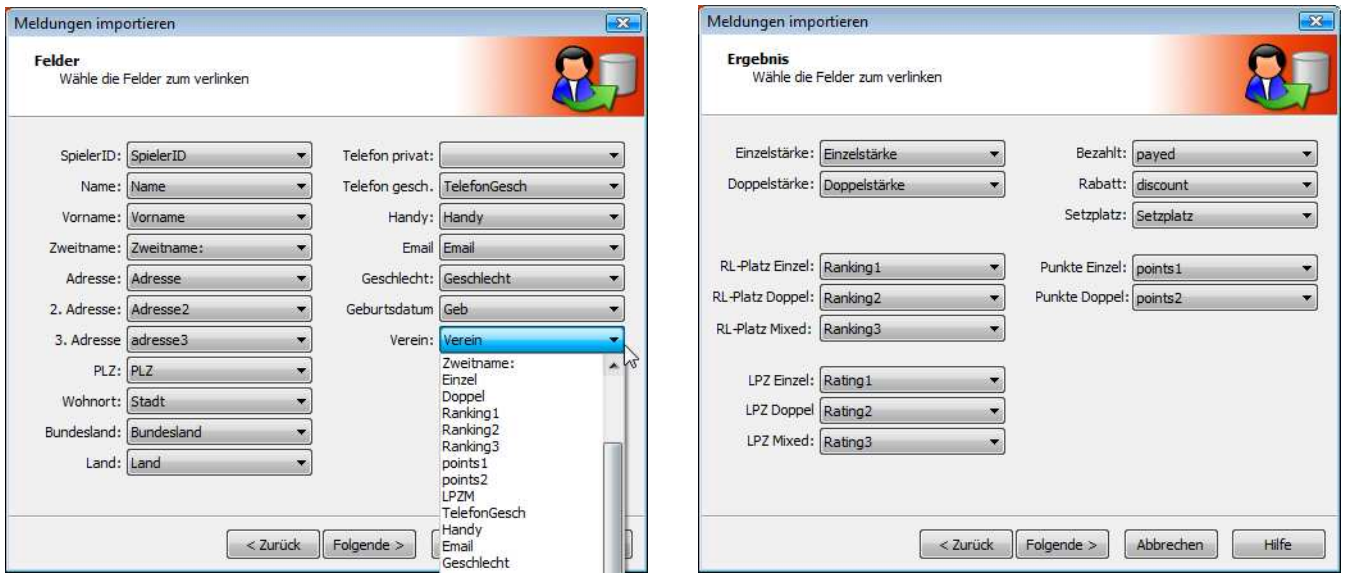 Meldungen importieren
Felder
Wähle die Felder zum verlinken
SpielerID: SpielerID
Name: Name
Vorname: Vorname
Zweitname: Zweitname:
Adresse: Adresse
2. Adresse: Adresse2
3. Adresse adresse3
PLZ: PLZ
Wohnort: Stadt
Bundesland: Bundesland
Land: Land
Telefon privat:
Telefon gesch. TelefonGesch
Handy: Handy
Email Email
Geschlecht: Geschlecht
Geburtsdatum Geb
Verein: Verein
Zweitname:
Einzel
Doppel
Ranking1
Ranking2
Ranking3
points1
points2
LPZM
TelefonGesch
Handy
Email
Geschlecht
< Zurück Folgende >
Meldungen importieren
Ergebnis
Wähle die Felder zum verlinken
Einzelstärke: Einzelstärke
Doppelstärke: Doppelstärke
RL-Platz Einzel: Ranking1
RL-Platz Doppel: Ranking2
RL-Platz Mixed: Ranking3
LPZ Einzel: Rating1
LPZ Doppel Rating2
LPZ Mixed: Rating3
Bezahlt: payed
Rabatt: discount
Setzplatz: Setzplatz
Punkte Einzel: points1
Punkte Doppel: points2
< Zurück Folgende > Abbrechen Hilfe